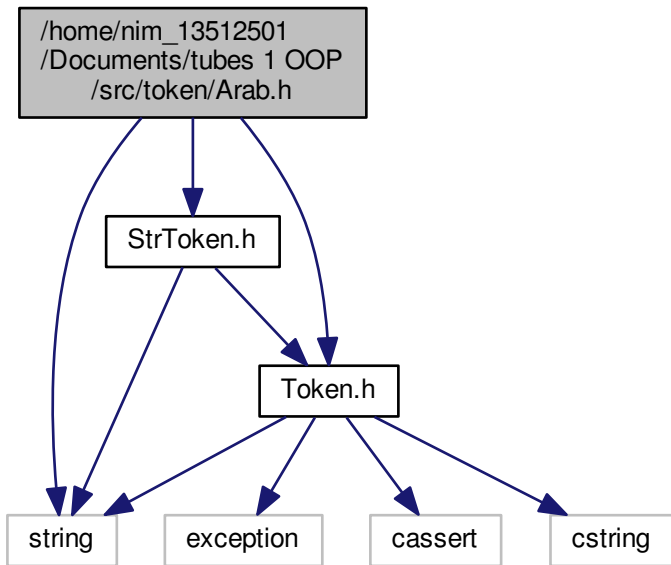 /home/nim_13512501
/Documents/tubes 1 OOP
/src/token/Arab.h
StrToken.h
Token.h
string
exception
cassert
cstring